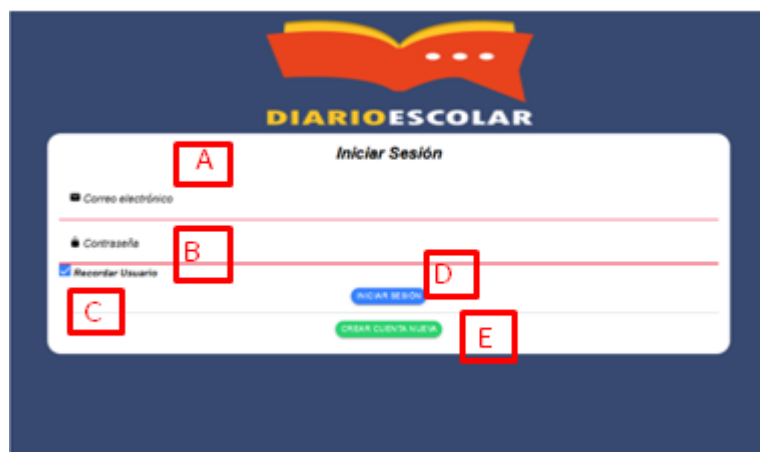 DIARIOESCOLAR
Iniciar Sesión
A
Correo electrónico
Contraseña
B
Recordar Usuario
D
INICIAR SESIÓN
C
CREAR CUENTA NUEVA
E